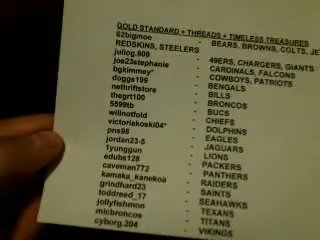 GOLD STANDARD + THREADS + TIMELESS TREASURES
62bigmoe - BEARS, BROWNS, COLTS, JE
REDSKINS, STEELERS
juliog.909 - 49ERS, CHARGERS, GIANTS
joe23stephanie - CARDINALS, FALCONS
bgkimmey* - COWBOYS, PATRIOTS
doggs199 - BENGALS
nethriftstore - BILLS
thegrt100 - BRONCOS
5599tb - BUCS
willnotfold - CHIEFS
victoriakoski04* - DOLPHINS
pns98 - EAGLES
jordan23-5 - JAGUARS
1yunggun - LIONS
edubs128 - PACKERS
caveman772 - PANTHERS
kamaka_kanekoa - RAIDERS
grindhard23 - SAINTS
toddreed_17 - SEAHAWKS
jollyfishmon - TEXANS
mlcbroncos - TITANS
cyborg.204 - VIKINGS